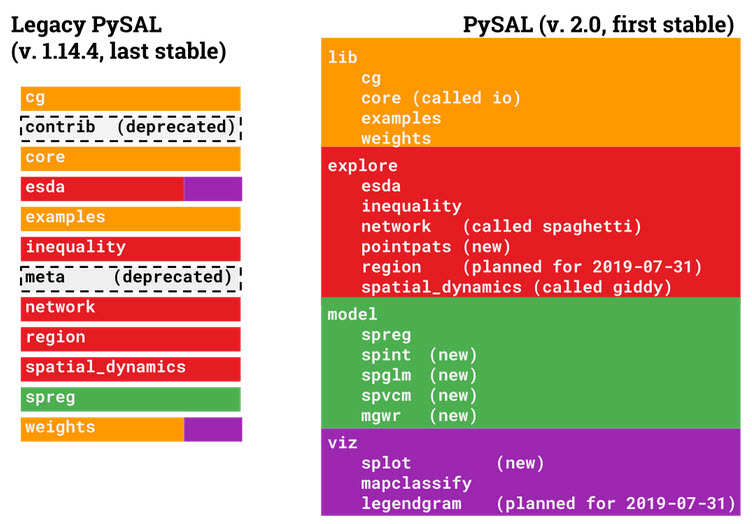 Legacy PySAL
(v. 1.14.4, last stable)
cg
contrib (deprecated)
core
esda
examples
inequality
meta (deprecated)
network
region
spatial_dynamics
spreg
weights
PySAL (v. 2.0, first stable)
lib
cg
core (called io)
examples
weights
explore
esda
inequality
network (called spaghetti)
pointpats (new)
region (planned for 2019-07-31)
spatial_dynamics (called giddy)
model
spreg
spint (new)
spglm (new)
spvcm (new)
mgwr (new)
viz
splot (new)
mapclassify
legendgram (planned for 2019-07-31)